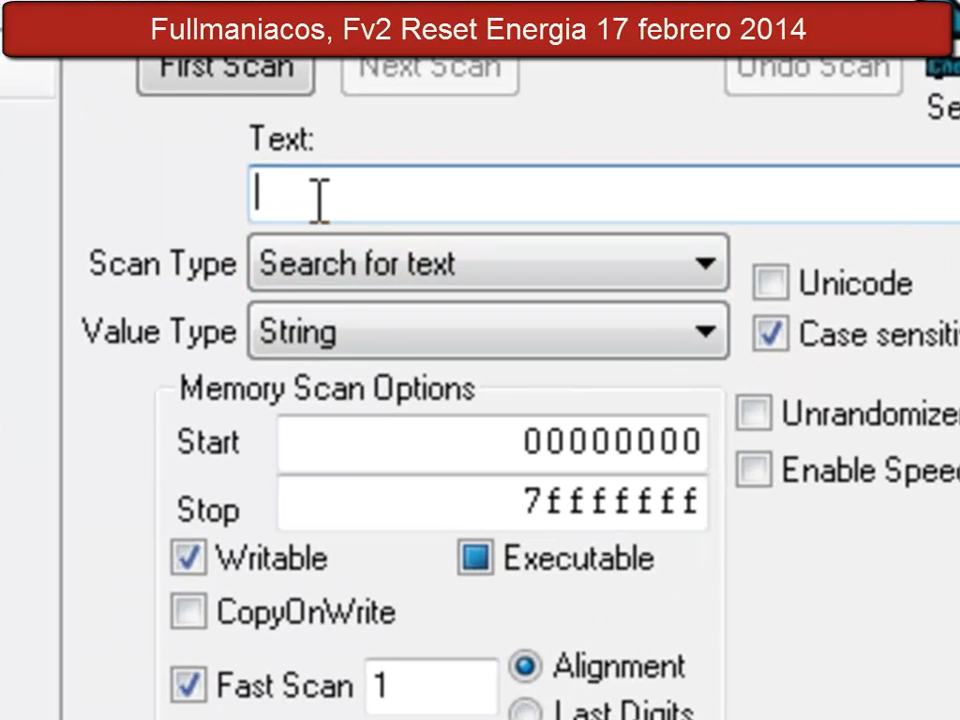 Fullmaniacos, Fv2 Reset Energia 17 febrero 2014
First Scan Next Scan Undo Scan
Text:
Scan Type Search for text
Unicode
Value Type String
Case sensiti
Memory Scan Options
Start 00000000
Unrandomize
Stop 7fffffff
Enable Speed
Writable Executable
CopyOnWrite
Fast Scan 1 Alignment
Last Digits